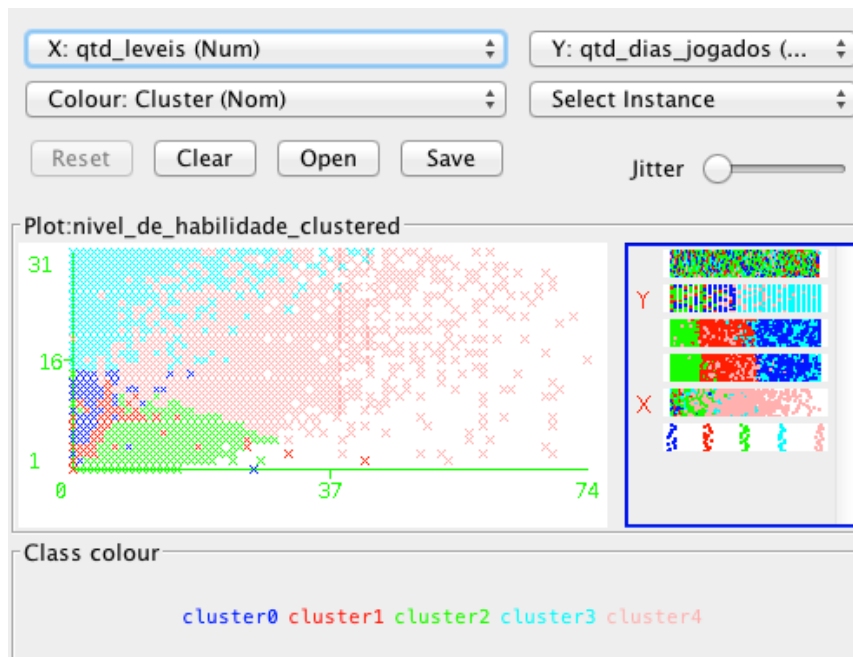 X: qtd_leveis (Num) Y: qtd_dias_jogados (...
Colour: Cluster (Nom) Select Instance
Reset Clear Open Save Jitter
Plot:nivel_de_habilidade_clustered
31
16
1
0 37 74
Y
X
Class colour
cluster0 cluster1 cluster2 cluster3 cluster4